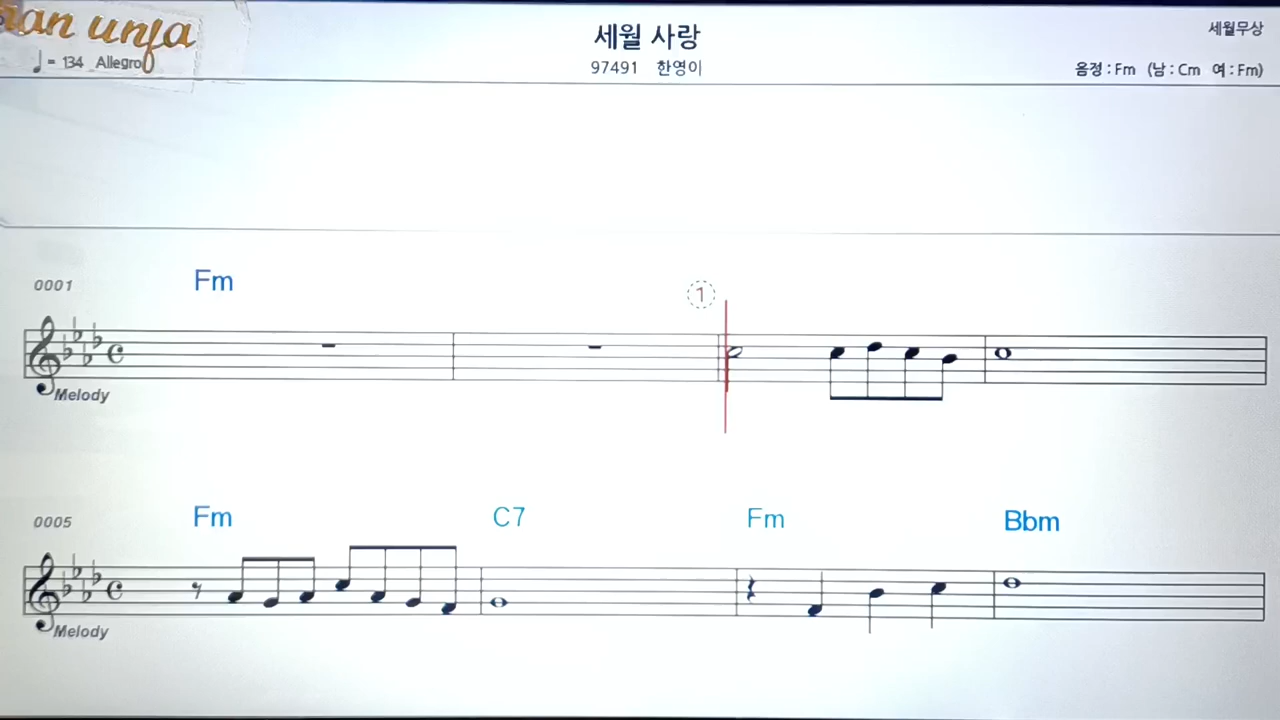 세월 사랑
세월무상
♩= 134 Allegro
97491 한영이
음정 : Fm (남 : Cm 여 : Fm)
0001 Fm
1
Melody
0005 Fm C7 Fm Bbm
Melody